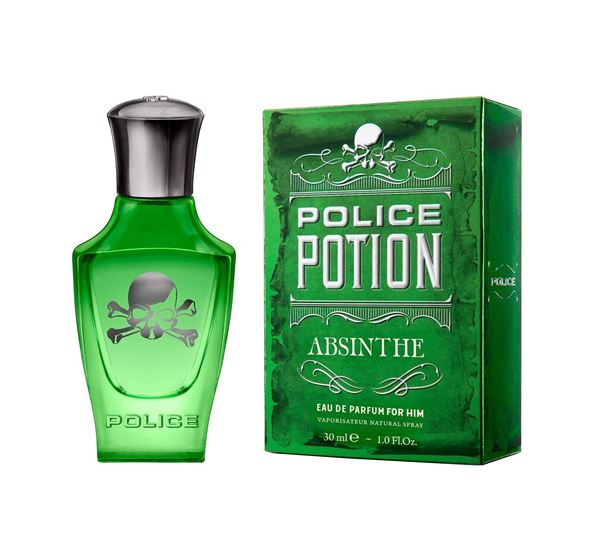 POLICE
POLICE
POTION
ABSINTHE
EAU DE PARFUM FOR HIM
VAPORISATEUR NATURAL SPRAY
30 ml ℮ ~ 1.0 Fl.Oz.
POLICE